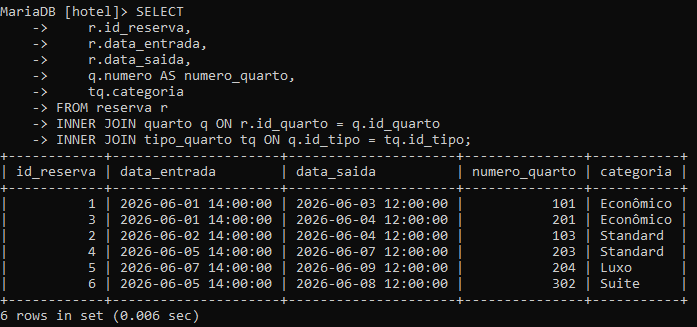 MariaDB [hotel]> SELECT
    ->     r.id_reserva,
    ->     r.data_entrada,
    ->     r.data_saida,
    ->     q.numero AS numero_quarto,
    ->     tq.categoria
    -> FROM reserva r
    -> INNER JOIN quarto q ON r.id_quarto = q.id_quarto
    -> INNER JOIN tipo_quarto tq ON q.id_tipo = tq.id_tipo;
+------------+---------------------+---------------------+---------------+-----------+
| id_reserva | data_entrada        | data_saida          | numero_quarto | categoria |
+------------+---------------------+---------------------+---------------+-----------+
|          1 | 2026-06-01 14:00:00 | 2026-06-03 12:00:00 |           101 | Econômico |
|          3 | 2026-06-01 14:00:00 | 2026-06-04 12:00:00 |           201 | Econômico |
|          2 | 2026-06-02 14:00:00 | 2026-06-04 12:00:00 |           103 | Standard  |
|          4 | 2026-06-05 14:00:00 | 2026-06-07 12:00:00 |           203 | Standard  |
|          5 | 2026-06-07 14:00:00 | 2026-06-09 12:00:00 |           204 | Luxo      |
|          6 | 2026-06-05 14:00:00 | 2026-06-08 12:00:00 |           302 | Suite     |
+------------+---------------------+---------------------+---------------+-----------+
6 rows in set (0.006 sec)